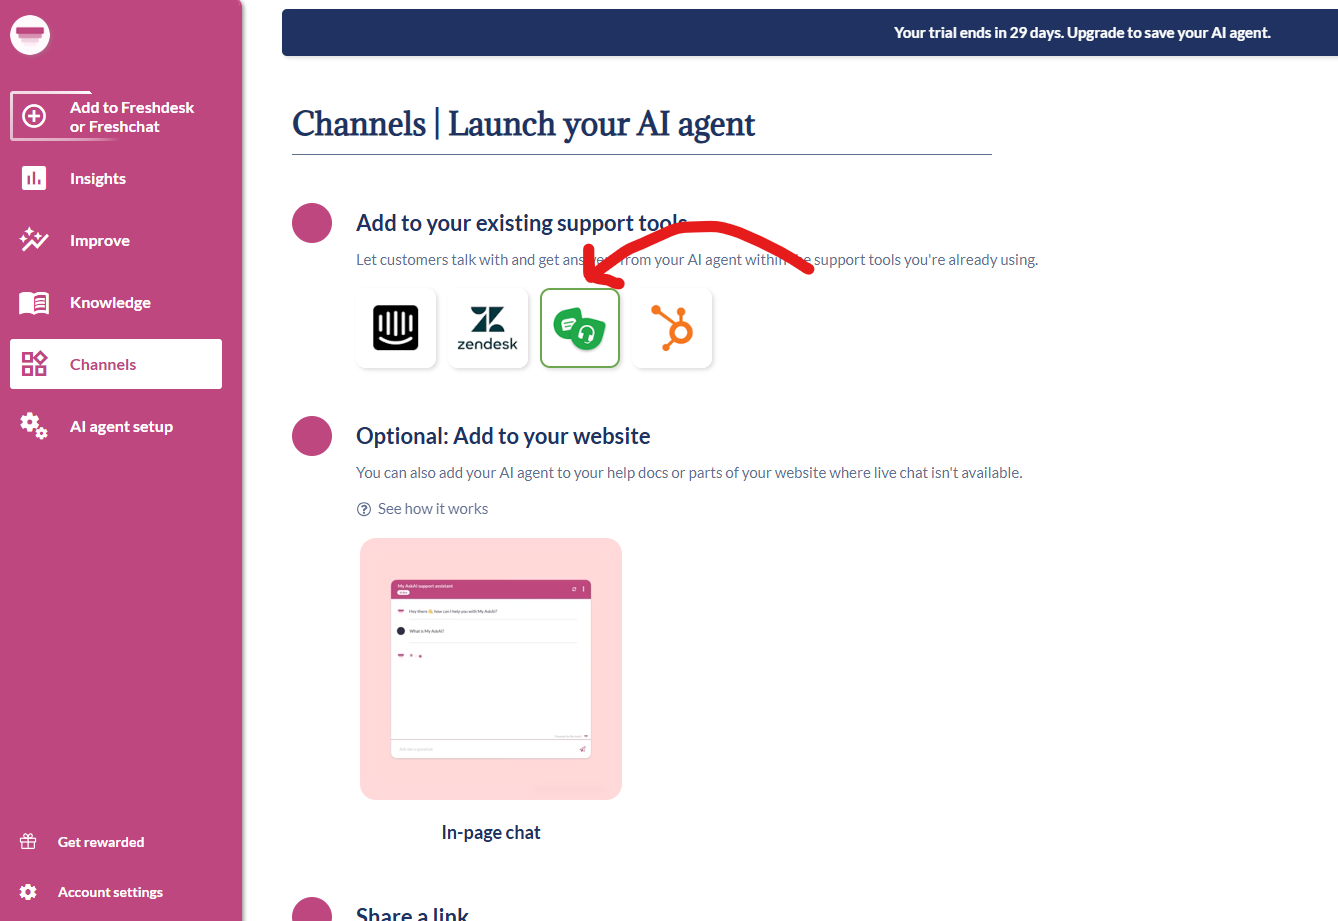 Your trial ends in 29 days. Upgrade to save your AI agent.
Add to Freshdesk
or Freshchat
Insights
Improve
Knowledge
Channels
AI agent setup
Get rewarded
Account settings
Channels | Launch your AI agent
Add to your existing support tools
Let customers talk with and get answers from your AI agent within the support tools you're already using.
zendesk
Optional: Add to your website
You can also add your AI agent to your help docs or parts of your website where live chat isn't available.
See how it works
My AskAI support assistant
Hey there 👋, how can I help you with My AskAI?
What is My AskAI?
Ask me a question
In-page chat
Share a link